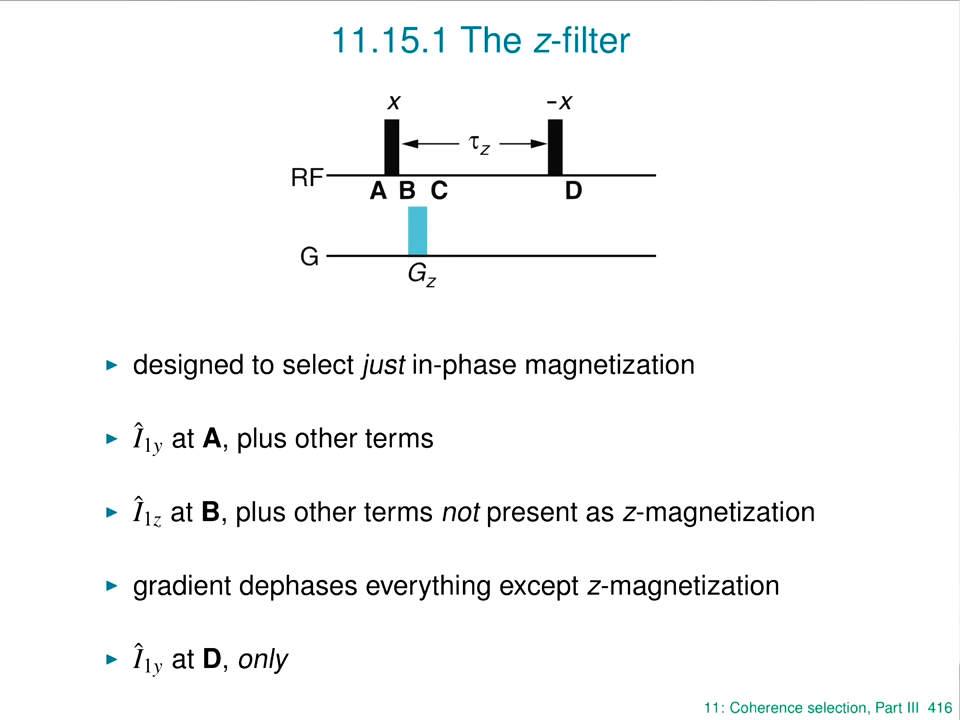 11.15.1 The z-filter
x
–x
τz
RF
A B C
D
G
Gz
▶ designed to select just in-phase magnetization
▶ Î1y at A, plus other terms
▶ Î1z at B, plus other terms not present as z-magnetization
▶ gradient dephases everything except z-magnetization
▶ Î1y at D, only
11: Coherence selection, Part III 416